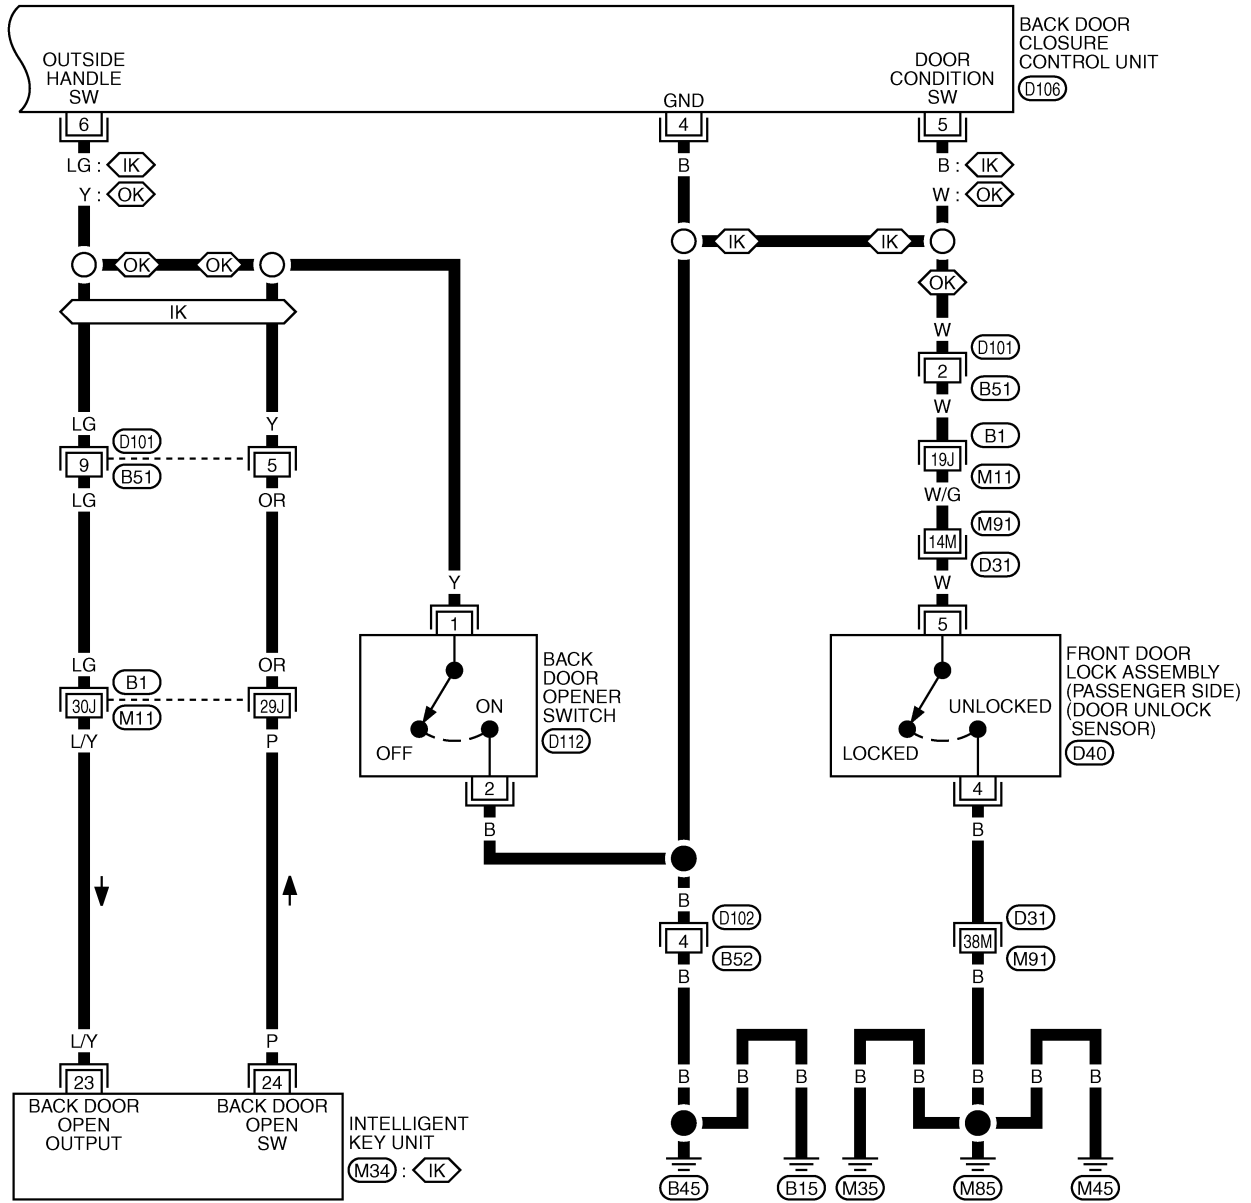 BACK DOOR
CLOSURE
CONTROL UNIT
D106
OUTSIDE
HANDLE
SW
GND
DOOR
CONDITION
SW
6
4
5
LG : IK
Y : OK
B
B : IK
W : OK
OK OK
IK IK
IK
OK
W
D101
2
B51
W
LG
Y
D101
9
5
B51
B1
19J
M11
LG
OR
W/G
M91
14M
D31
Y
W
1
5
LG
OR
B1
30J
29J
M11
L/Y
P
BACK
DOOR
OPENER
SWITCH
D112
ON
OFF
FRONT DOOR
LOCK ASSEMBLY
(PASSENGER SIDE)
(DOOR UNLOCK
SENSOR)
D40
UNLOCKED
LOCKED
2
4
B
B
B
D102
4
B52
B
D31
38M
M91
B
L/Y
P
23
24
BACK DOOR
OPEN
OUTPUT
BACK DOOR
OPEN
SW
INTELLIGENT
KEY UNIT
M34 : IK
B B B B B B B B
B45 B15 M35 M85 M45